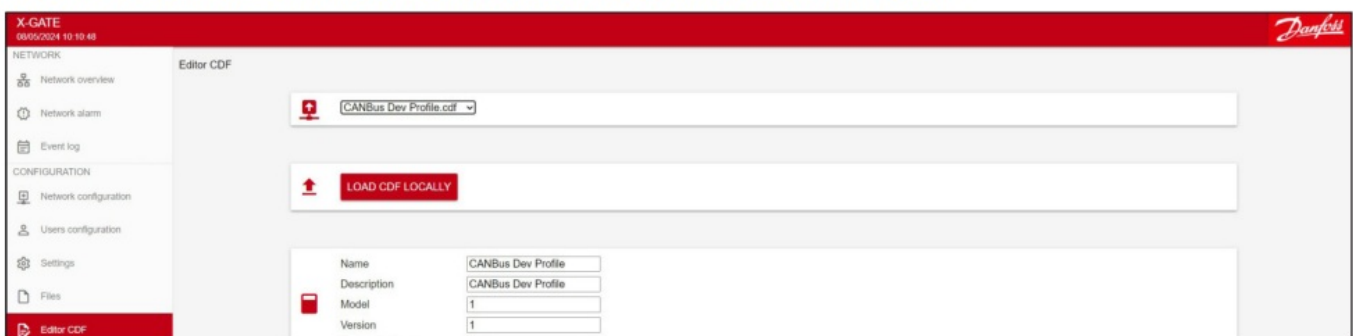 X-GATE
08/05/2024 10:10:48
Danfoss
NETWORK
Network overview
Network alarm
Event log
CONFIGURATION
Network configuration
Users configuration
Settings
Files
Editor CDF
Editor CDF
CANBus Dev Profile.cdf
LOAD CDF LOCALLY
Name CANBus Dev Profile
Description CANBus Dev Profile
Model 1
Version 1